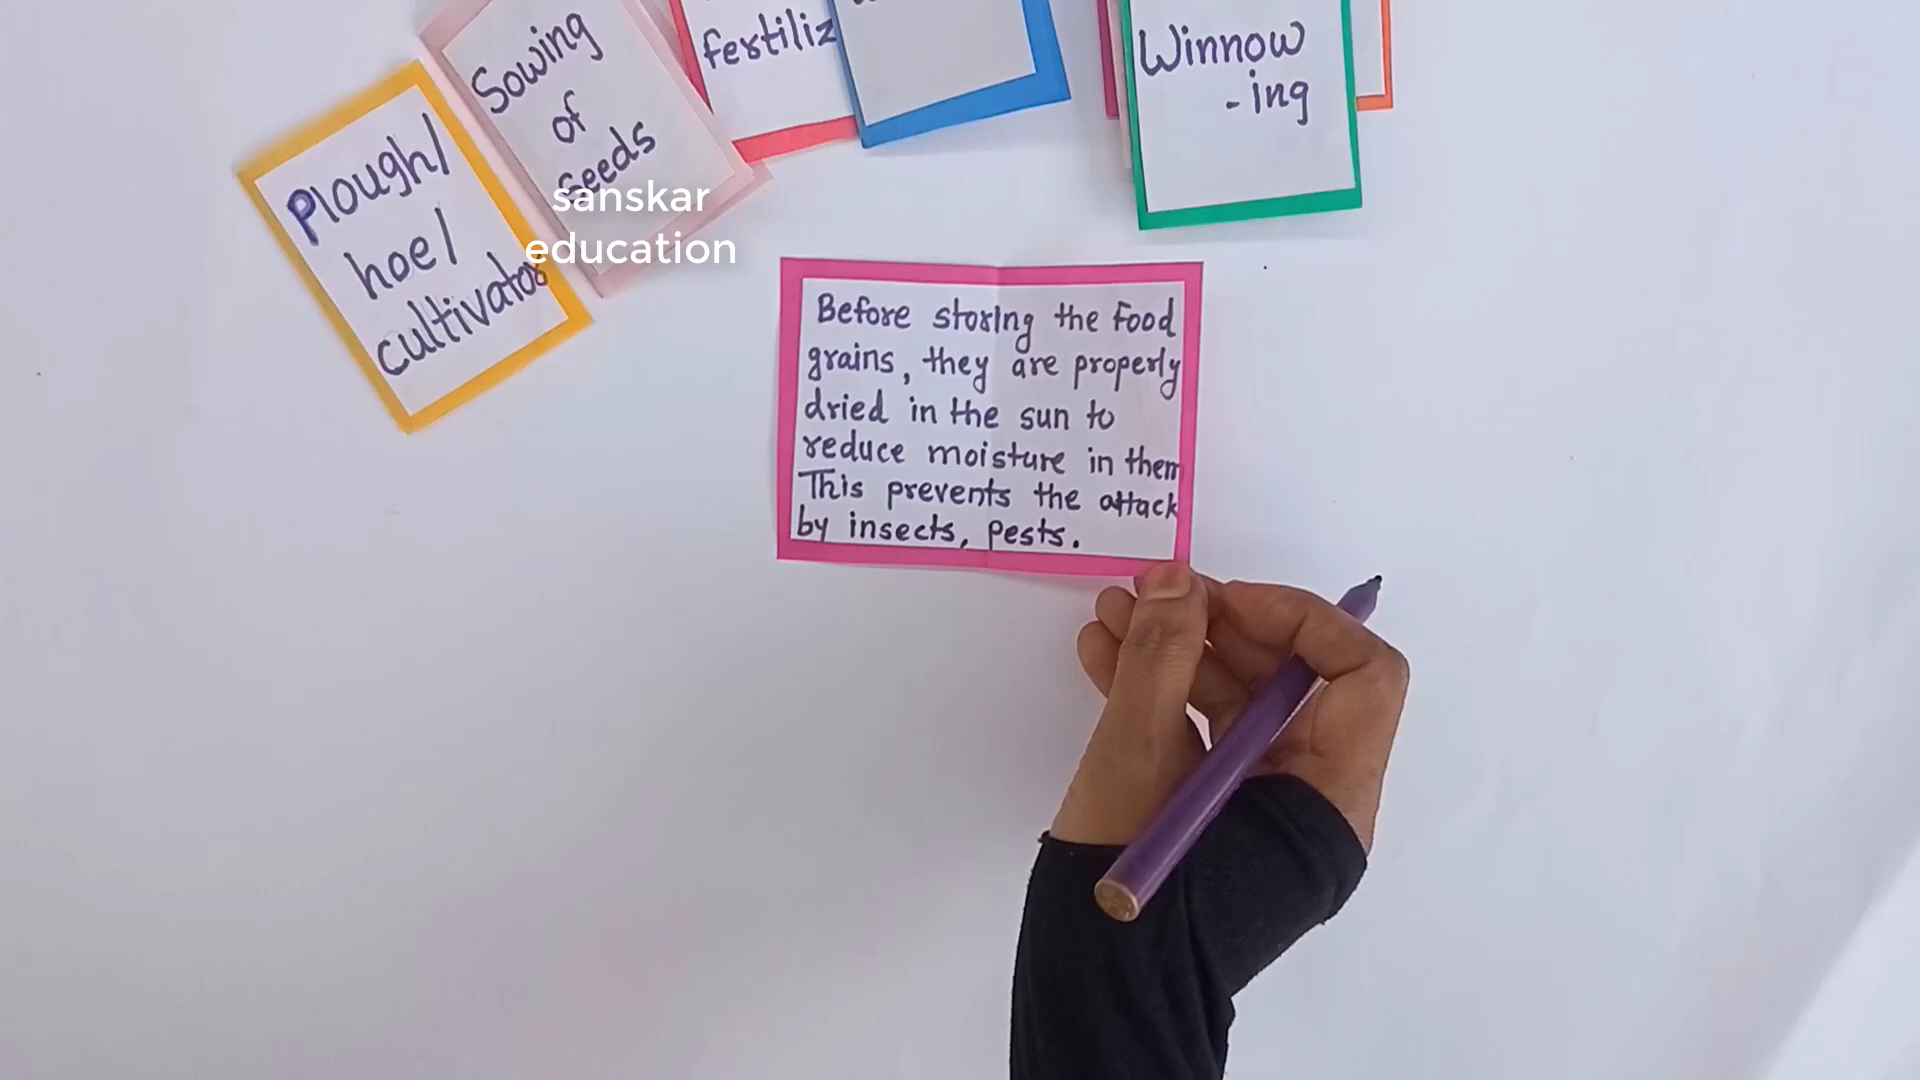 Plough/
hoe/
cultivator
Sowing
of
seeds
fertiliz
Winnow
-ing
sanskar
education
Before storing the Food
grains, they are properly
dried in the sun to
reduce moisture in them
This prevents the attack
by insects, pests.